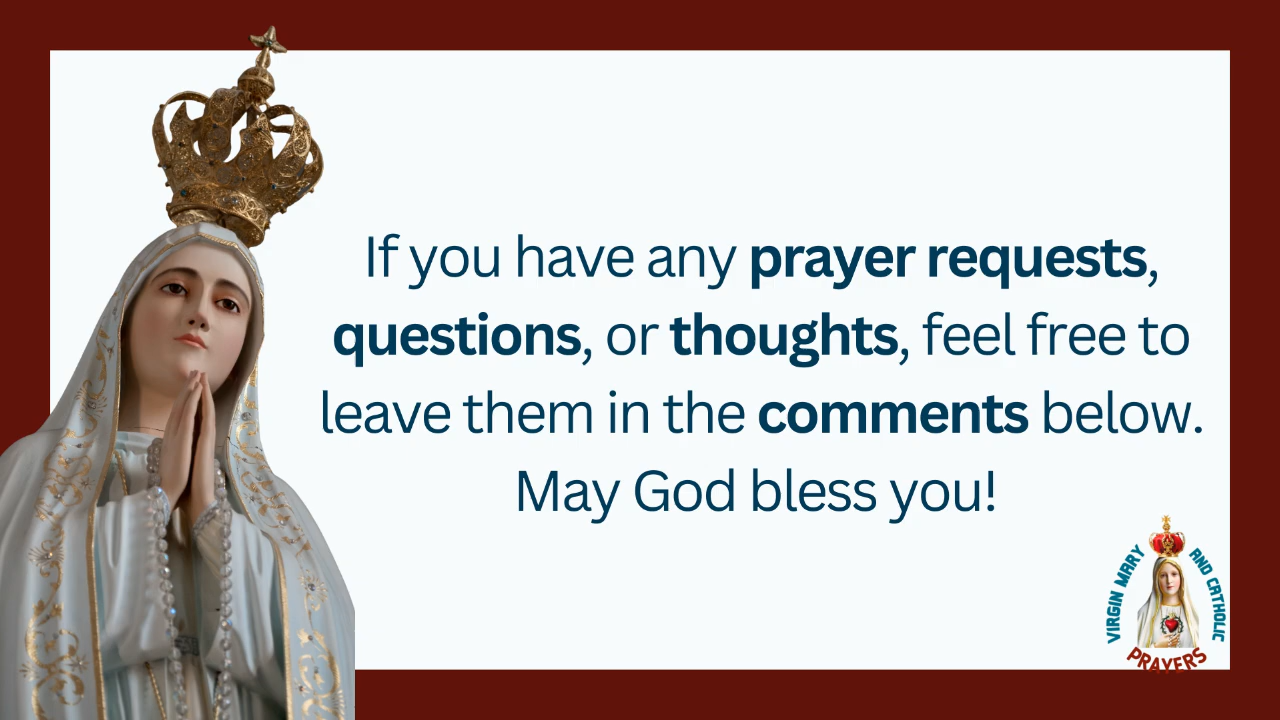 If you have any prayer requests,
questions, or thoughts, feel free to
leave them in the comments below.
May God bless you!
VIRGIN MARY
AND CATHOLIC
PRAYERS